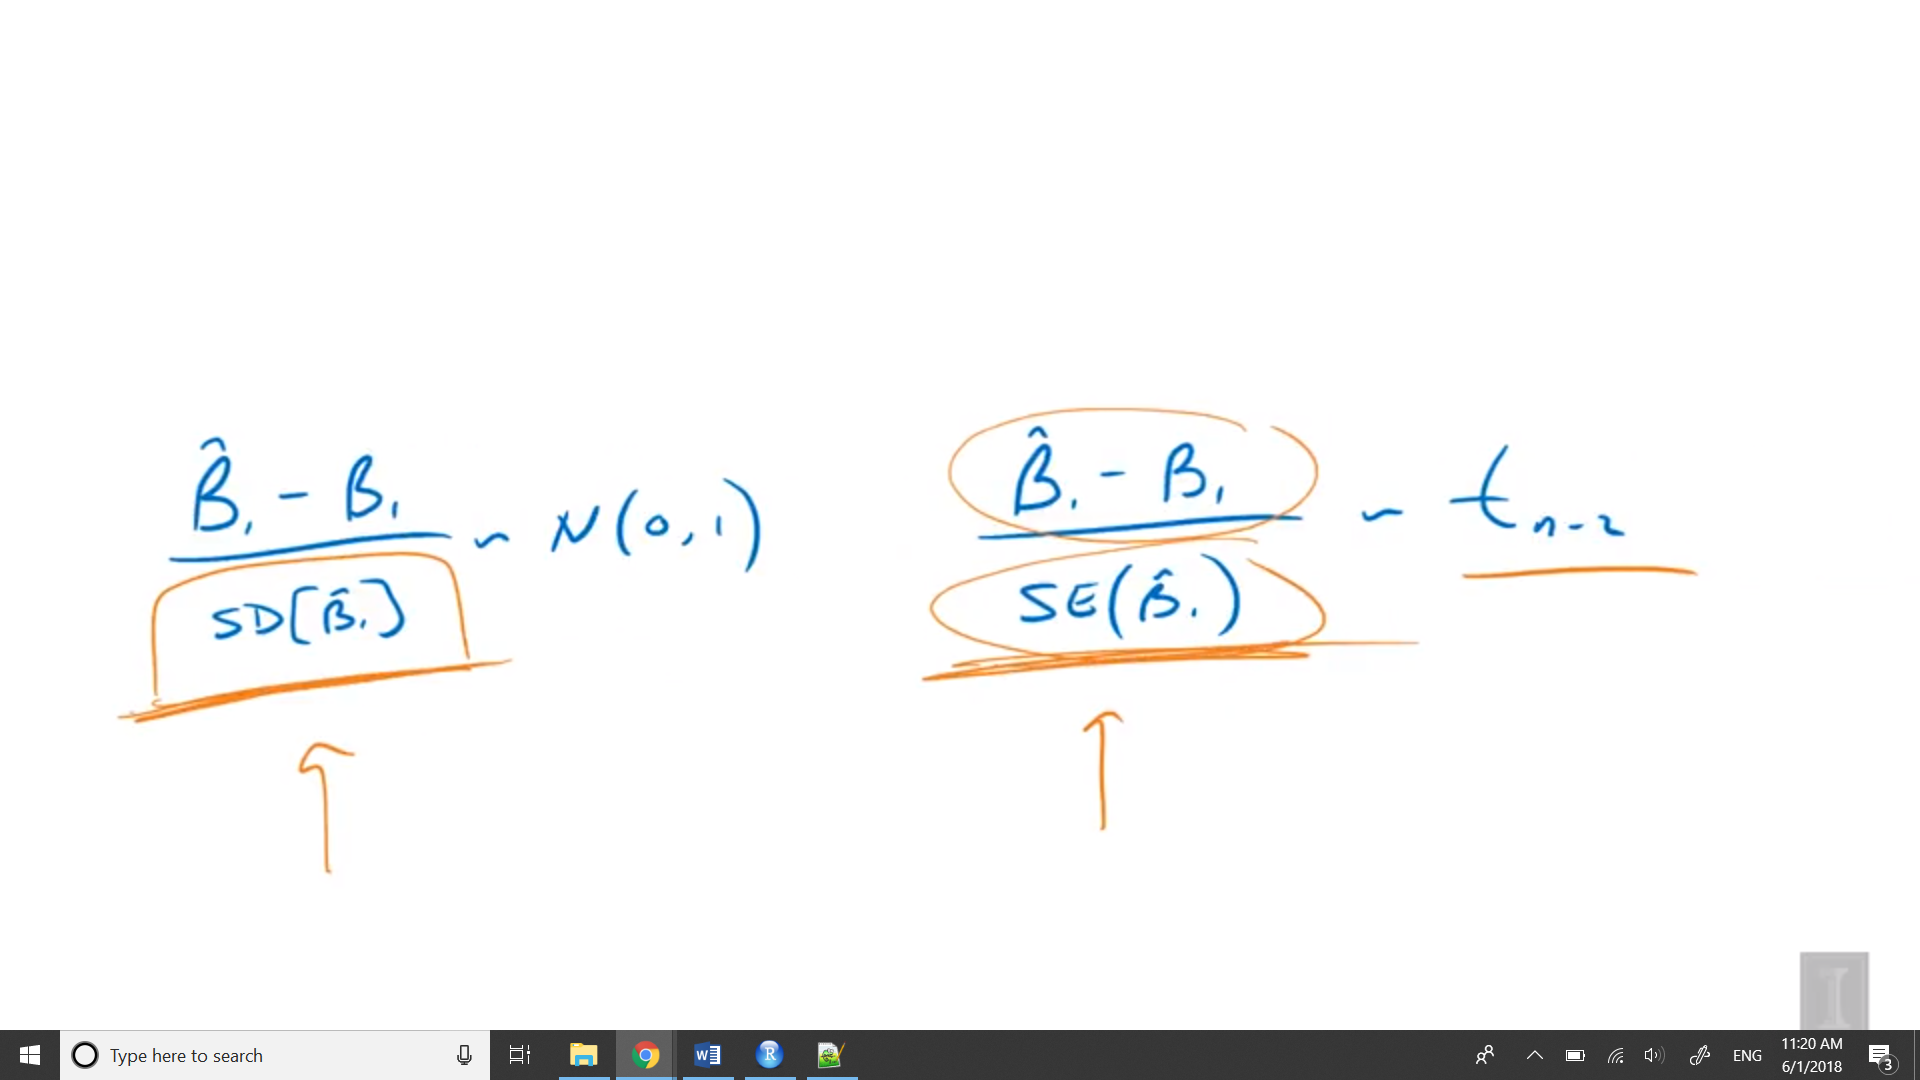 β̂₁ - β₁
SD[β̂₁]
~ N(0,1)
β̂₁ - β₁
SE(β̂₁)
~ tₙ₋₂
I
Type here to search
ENG
11:20 AM
6/1/2018
3